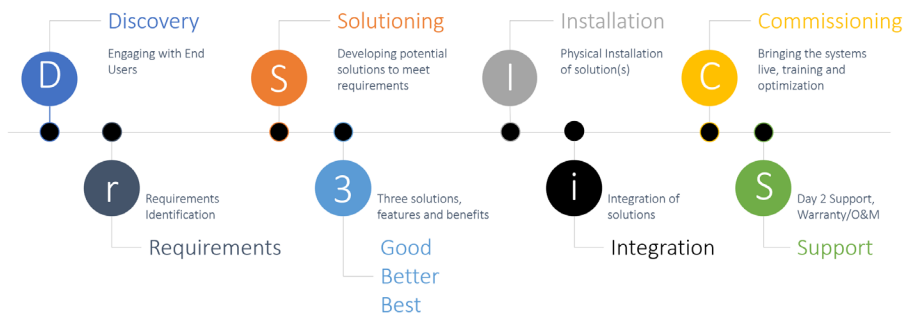 Discovery
Engaging with End
Users
D
Solutioning
Developing potential
solutions to meet
requirements
S
Installation
Physical Installation
of solution(s)
I
Commissioning
Bringing the systems
live, training and
optimization
C
r
Requirements
Identification
Requirements
3
Three solutions,
features and benefits
Good
Better
Best
i
Integration of
solutions
Integration
S
Day 2 Support,
Warranty/O&M
Support